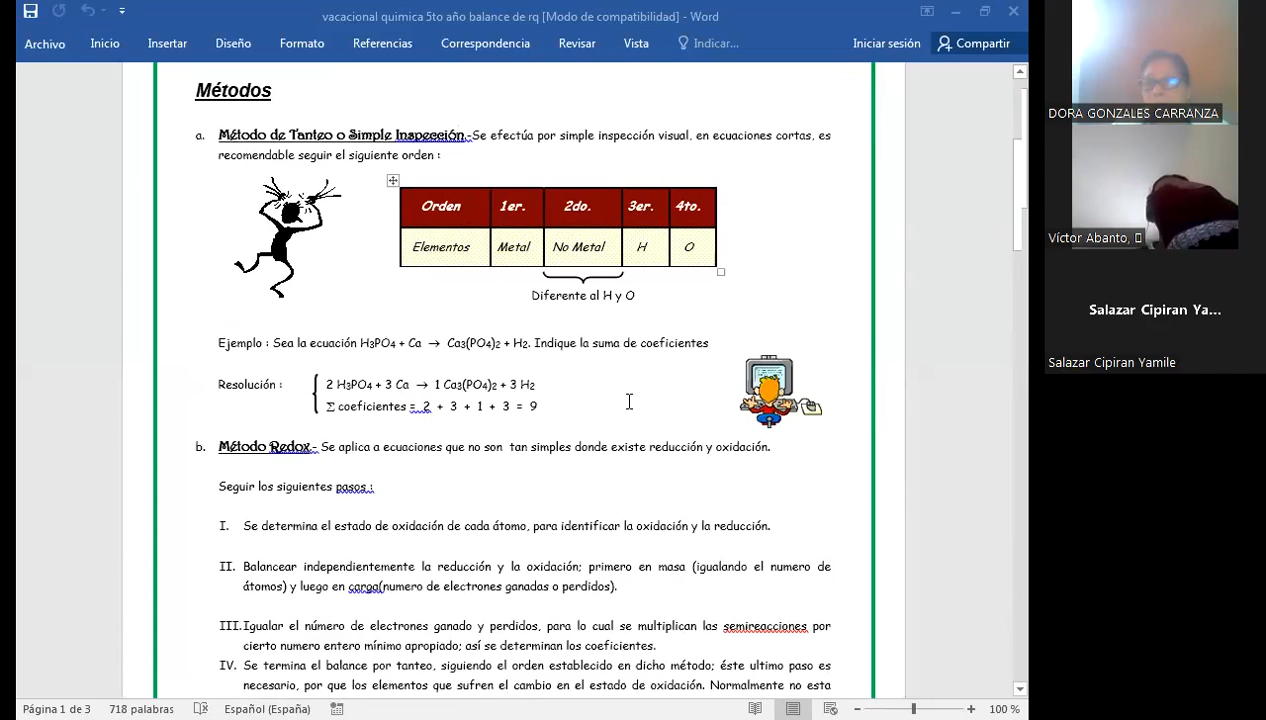 vacacional quimica 5to año balance de rq [Modo de compatibilidad] - Word
Archivo Inicio Insertar Diseño Formato Referencias Correspondencia Revisar Vista Indicar... Iniciar sesión Compartir
Métodos
a. Método de Tanteo o Simple Inspección.-Se efectúa por simple inspección visual, en ecuaciones cortas, es
recomendable seguir el siguiente orden :
Orden 1er. 2do. 3er. 4to.
Elementos Metal No Metal H O
Diferente al H y O
Ejemplo : Sea la ecuación H3PO4 + Ca → Ca3(PO4)2 + H2. Indique la suma de coeficientes
Resolución : 2 H3PO4 + 3 Ca → 1 Ca3(PO4)2 + 3 H2
Σ coeficientes = 2 + 3 + 1 + 3 = 9
b. Método Redox.- Se aplica a ecuaciones que no son tan simples donde existe reducción y oxidación.
Seguir los siguientes pasos :
I. Se determina el estado de oxidación de cada átomo, para identificar la oxidación y la reducción.
II. Balancear independientemente la reducción y la oxidación; primero en masa (igualando el numero de
átomos) y luego en carga(numero de electrones ganadas o perdidos).
III. Igualar el número de electrones ganado y perdidos, para lo cual se multiplican las semireacciones por
cierto numero entero mínimo apropiado; así se determinan los coeficientes.
IV. Se termina el balance por tanteo, siguiendo el orden establecido en dicho método; éste ultimo paso es
necesario, por que los elementos que sufren el cambio en el estado de oxidación. Normalmente no esta
Página 1 de 3 718 palabras Español (España) 100 %
DORA GONZALES CARRANZA
Víctor Abanto,
Salazar Cipiran Ya...
Salazar Cipiran Yamile